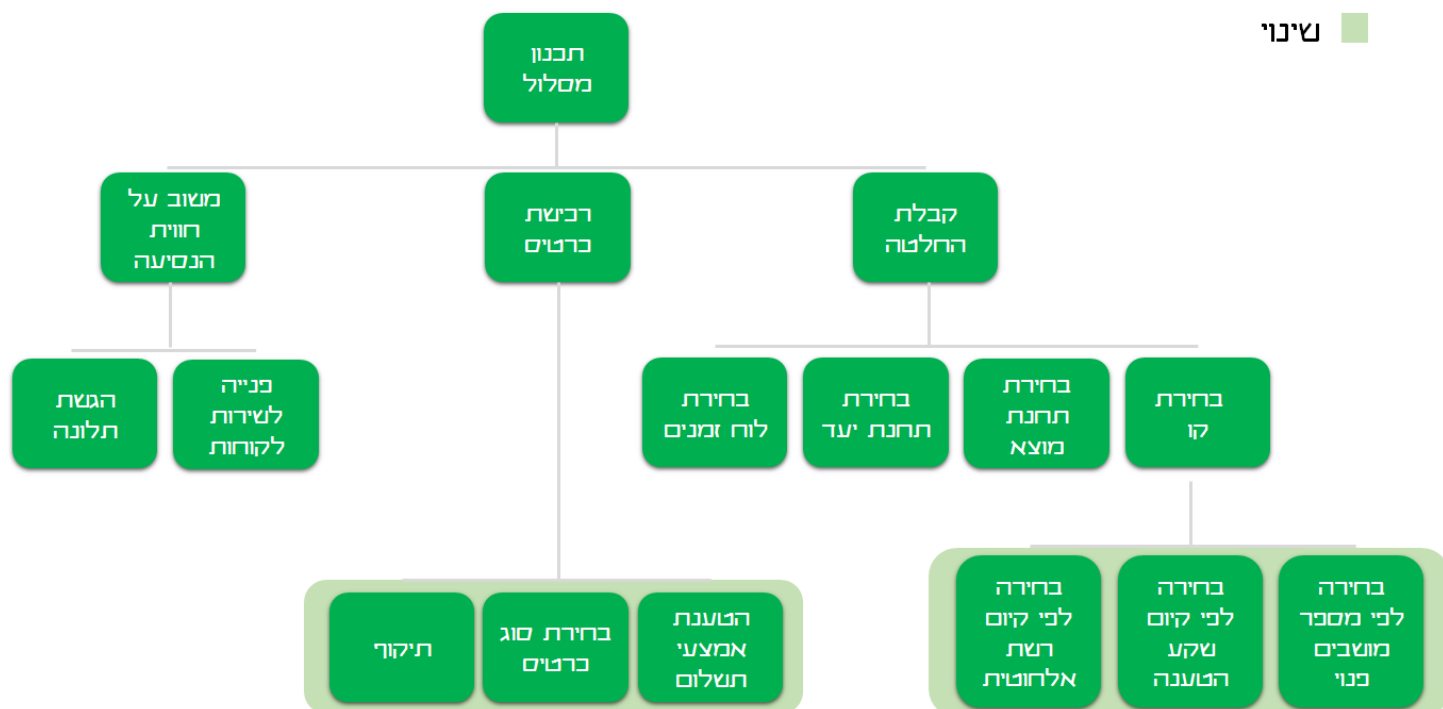 שינוי
תכנון
מסלול
קבלת
החלטה
רכישת
כרטיס
משוב על
חווית
הנסיעה
בחירת
קו
בחירת
תחנת
מוצא
בחירת
תחנת יעד
בחירת
לוח זמנים
פנייה
לשירות
לקוחות
הגשת
תלונה
בחירה
לפי מספר
מושבים
פנוי
בחירה
לפי קיום
שקע
הטענה
בחירה
לפי קיום
רשת
אלחוטית
הטענת
אמצעי
תשלום
בחירת סוג
כרטיס
תיקוף